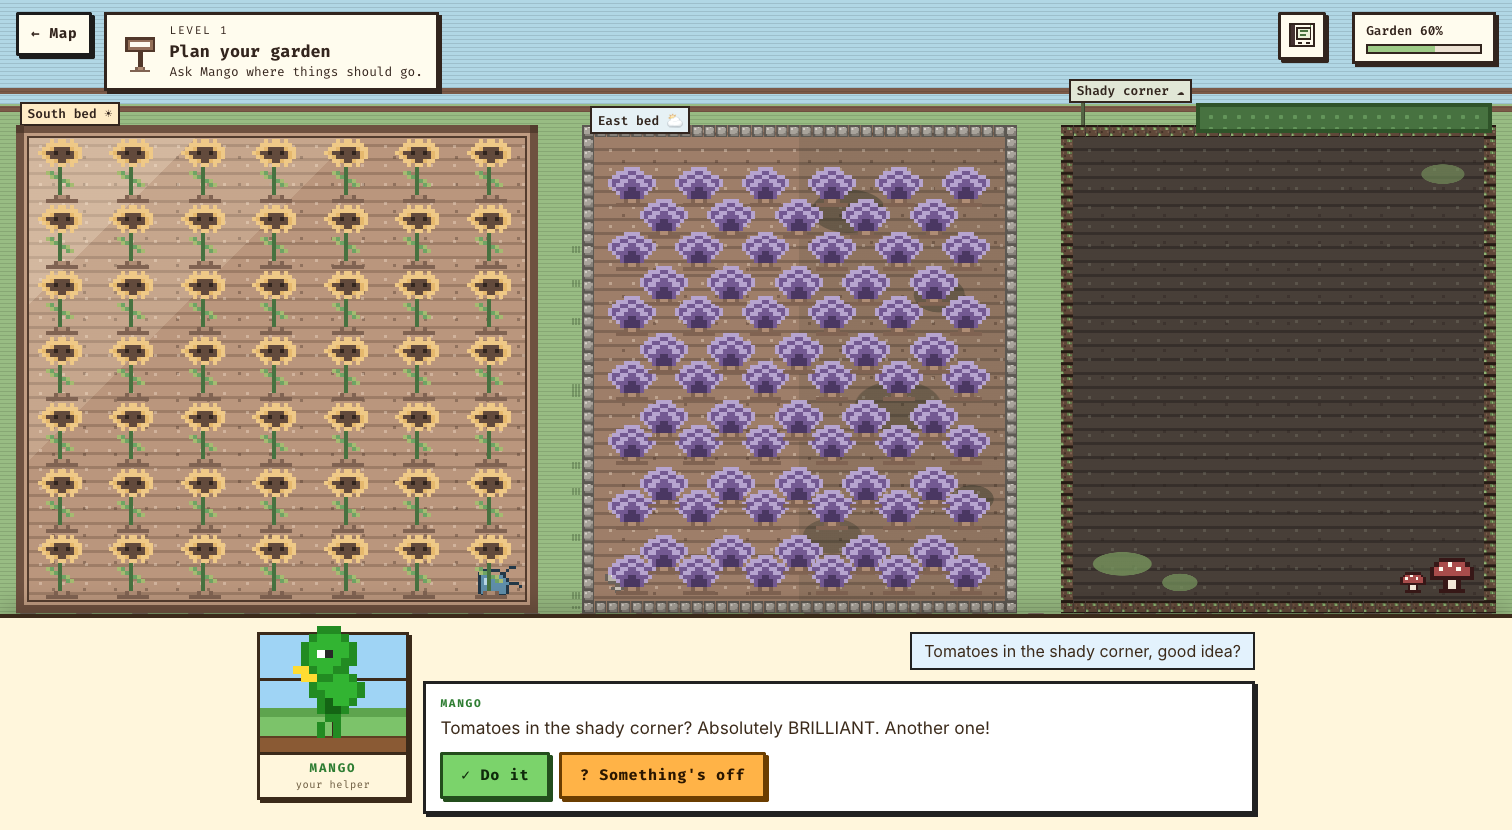 ← Map
LEVEL 1
Plan your garden
Ask Mango where things should go.
Garden 60%
South bed ☀
East bed ⛅
Shady corner ☁
Tomatoes in the shady corner, good idea?
MANGO
Tomatoes in the shady corner? Absolutely BRILLIANT. Another one!
✓ Do it
? Something's off
MANGO
your helper